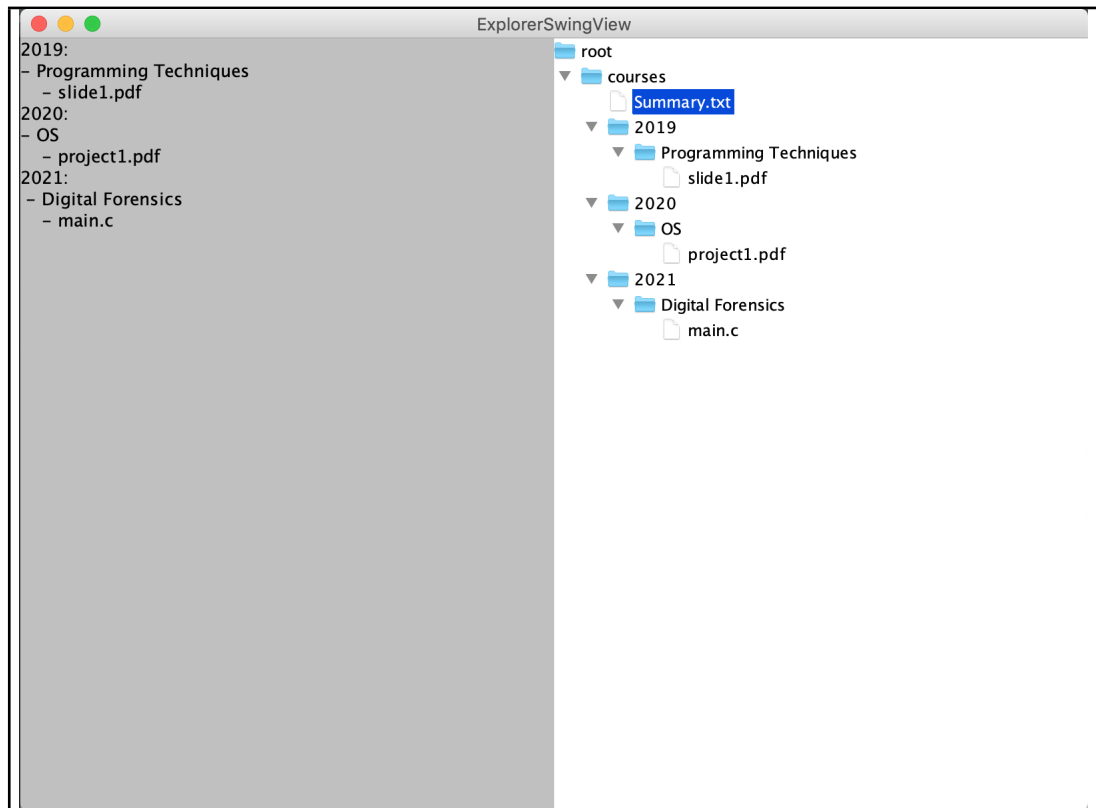 ExplorerSwingView
2019:
– Programming Techniques
– slide1.pdf
2020:
– OS
– project1.pdf
2021:
– Digital Forensics
– main.c
root
courses
Summary.txt
2019
Programming Techniques
slide1.pdf
2020
OS
project1.pdf
2021
Digital Forensics
main.c